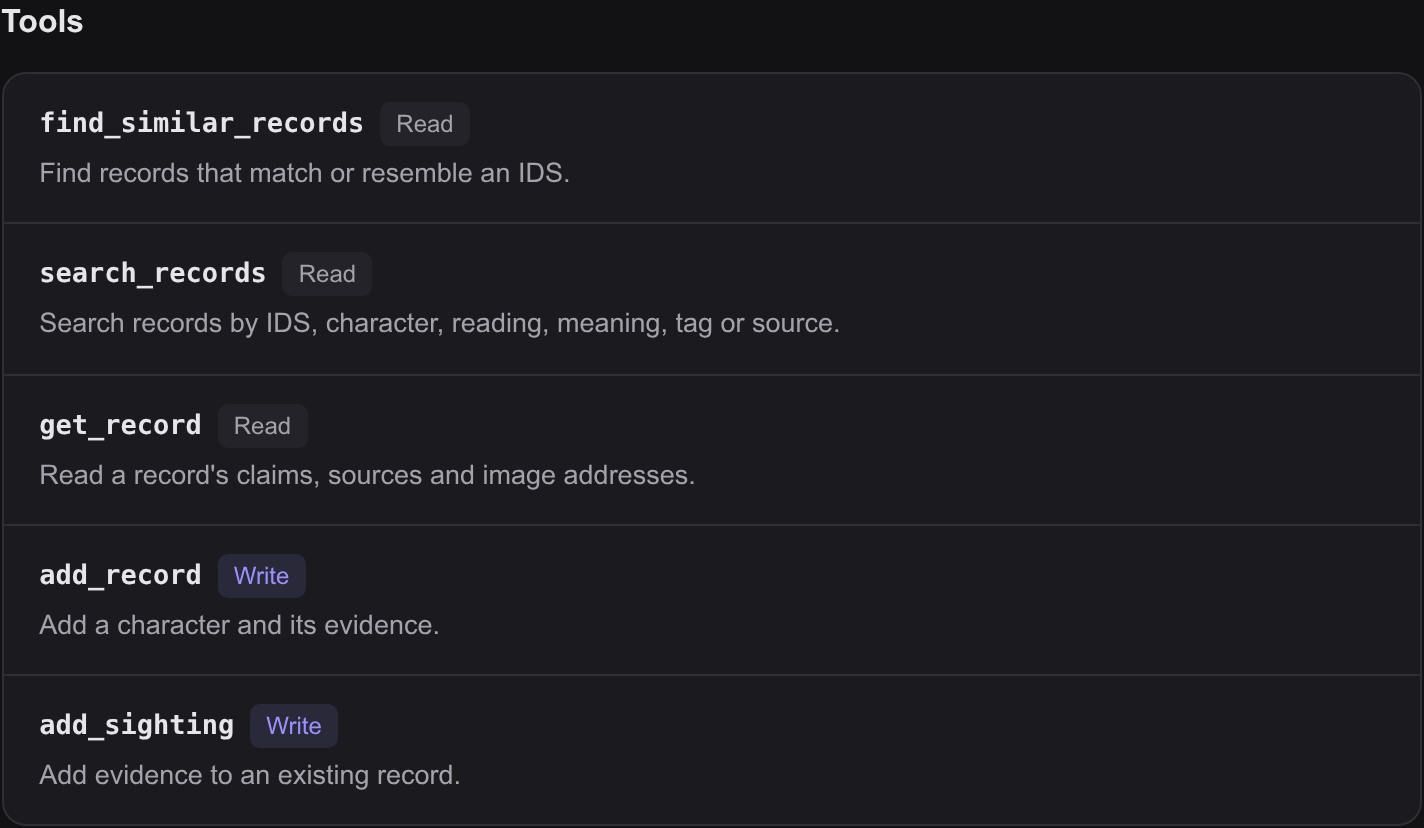 Tools
find_similar_records Read
Find records that match or resemble an IDS.
search_records Read
Search records by IDS, character, reading, meaning, tag or source.
get_record Read
Read a record's claims, sources and image addresses.
add_record Write
Add a character and its evidence.
add_sighting Write
Add evidence to an existing record.